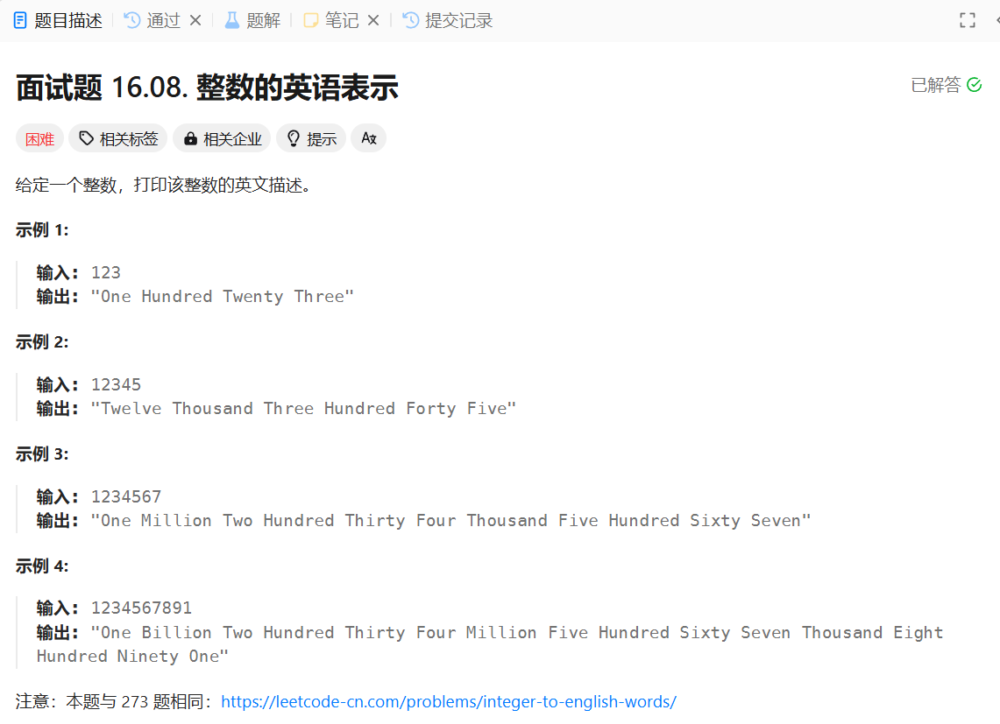 题目描述 通过 题解 笔记 提交记录
面试题 16.08. 整数的英语表示 已解答
困难 相关标签 相关企业 提示
给定一个整数，打印该整数的英文描述。
示例 1:
输入: 123
输出: "One Hundred Twenty Three"
示例 2:
输入: 12345
输出: "Twelve Thousand Three Hundred Forty Five"
示例 3:
输入: 1234567
输出: "One Million Two Hundred Thirty Four Thousand Five Hundred Sixty Seven"
示例 4:
输入: 1234567891
输出: "One Billion Two Hundred Thirty Four Million Five Hundred Sixty Seven Thousand Eight
Hundred Ninety One"
注意：本题与 273 题相同：https://leetcode-cn.com/problems/integer-to-english-words/